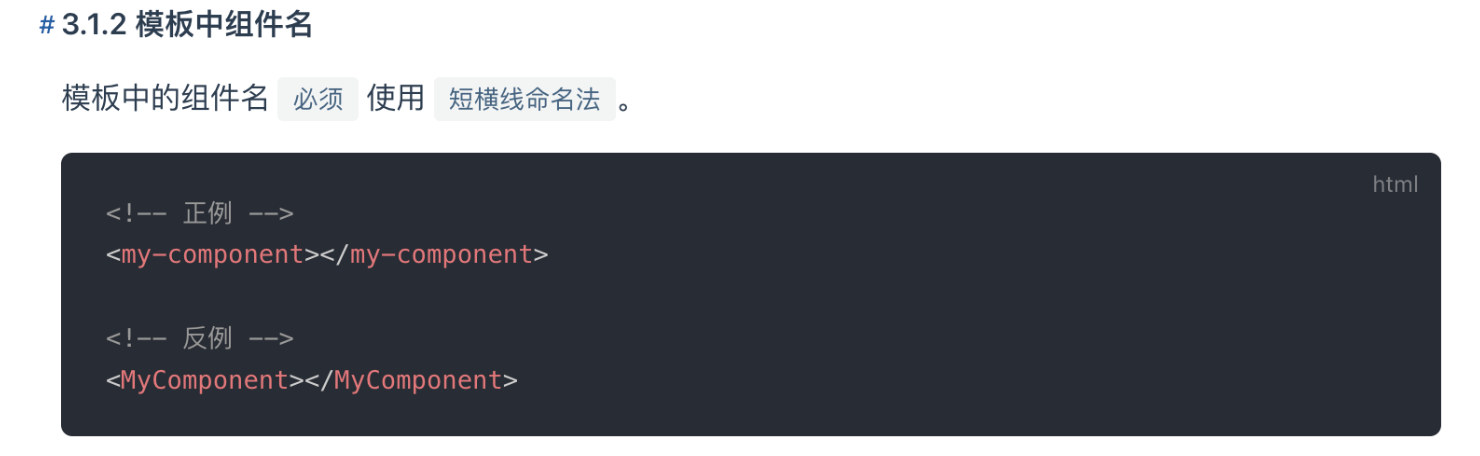 # 3.1.2 模板中组件名
模板中的组件名 必须 使用 短横线命名法 。
html
<!-- 正例 -->
<my-component></my-component>
<!-- 反例 -->
<MyComponent></MyComponent>